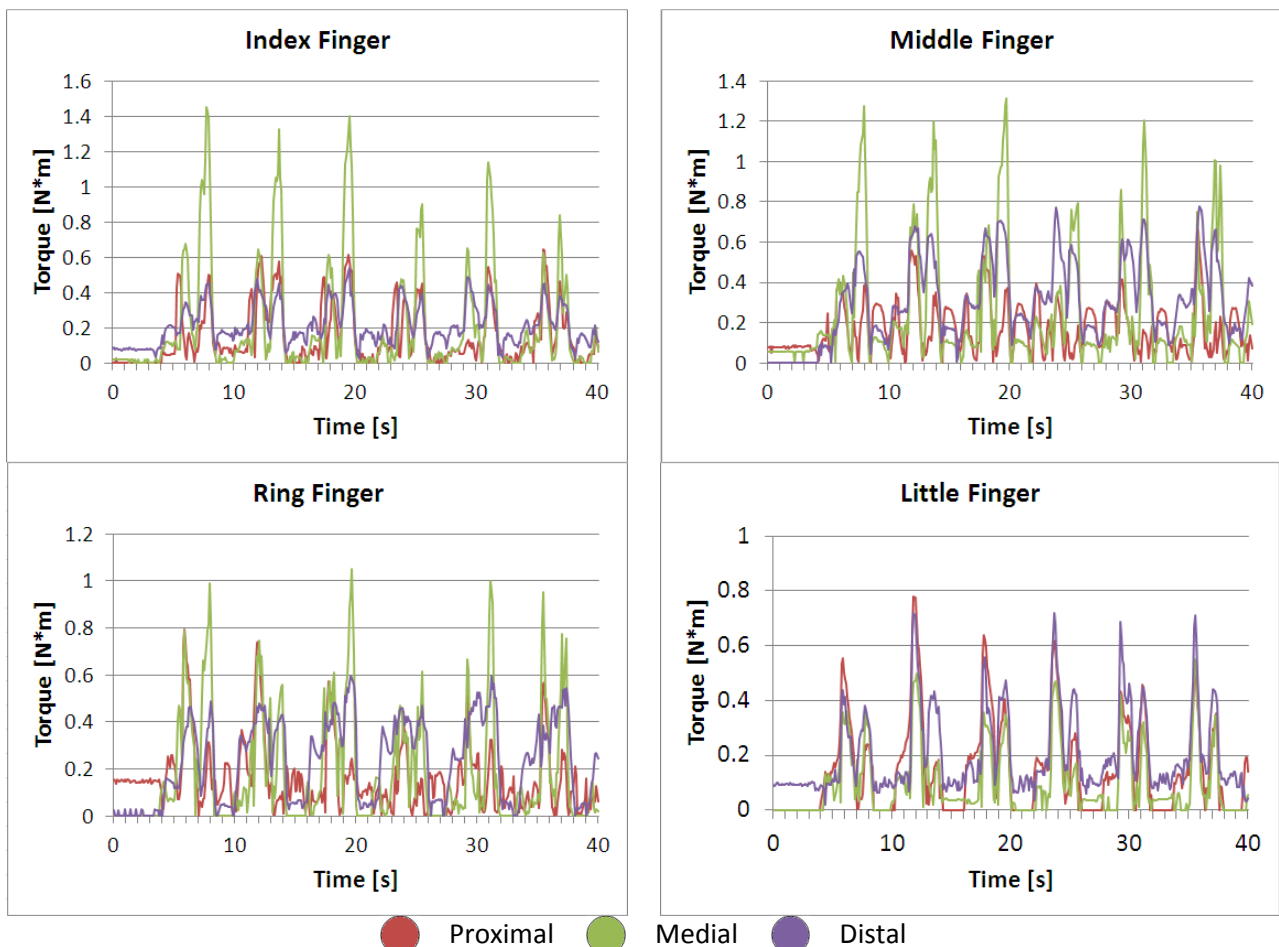 Index Finger
1.6
1.4
1.2
1
0.8
0.6
0.4
0.2
0
Torque [N*m]
0 10 20 30 40
Time [s]
Middle Finger
1.4
1.2
1
0.8
0.6
0.4
0.2
0
Torque [N*m]
0 10 20 30 40
Time [s]
Ring Finger
1.2
1
0.8
0.6
0.4
0.2
0
Torque [N*m]
0 10 20 30 40
Time [s]
Little Finger
1
0.8
0.6
0.4
0.2
0
Torque [N*m]
0 10 20 30 40
Time [s]
Proximal Medial Distal